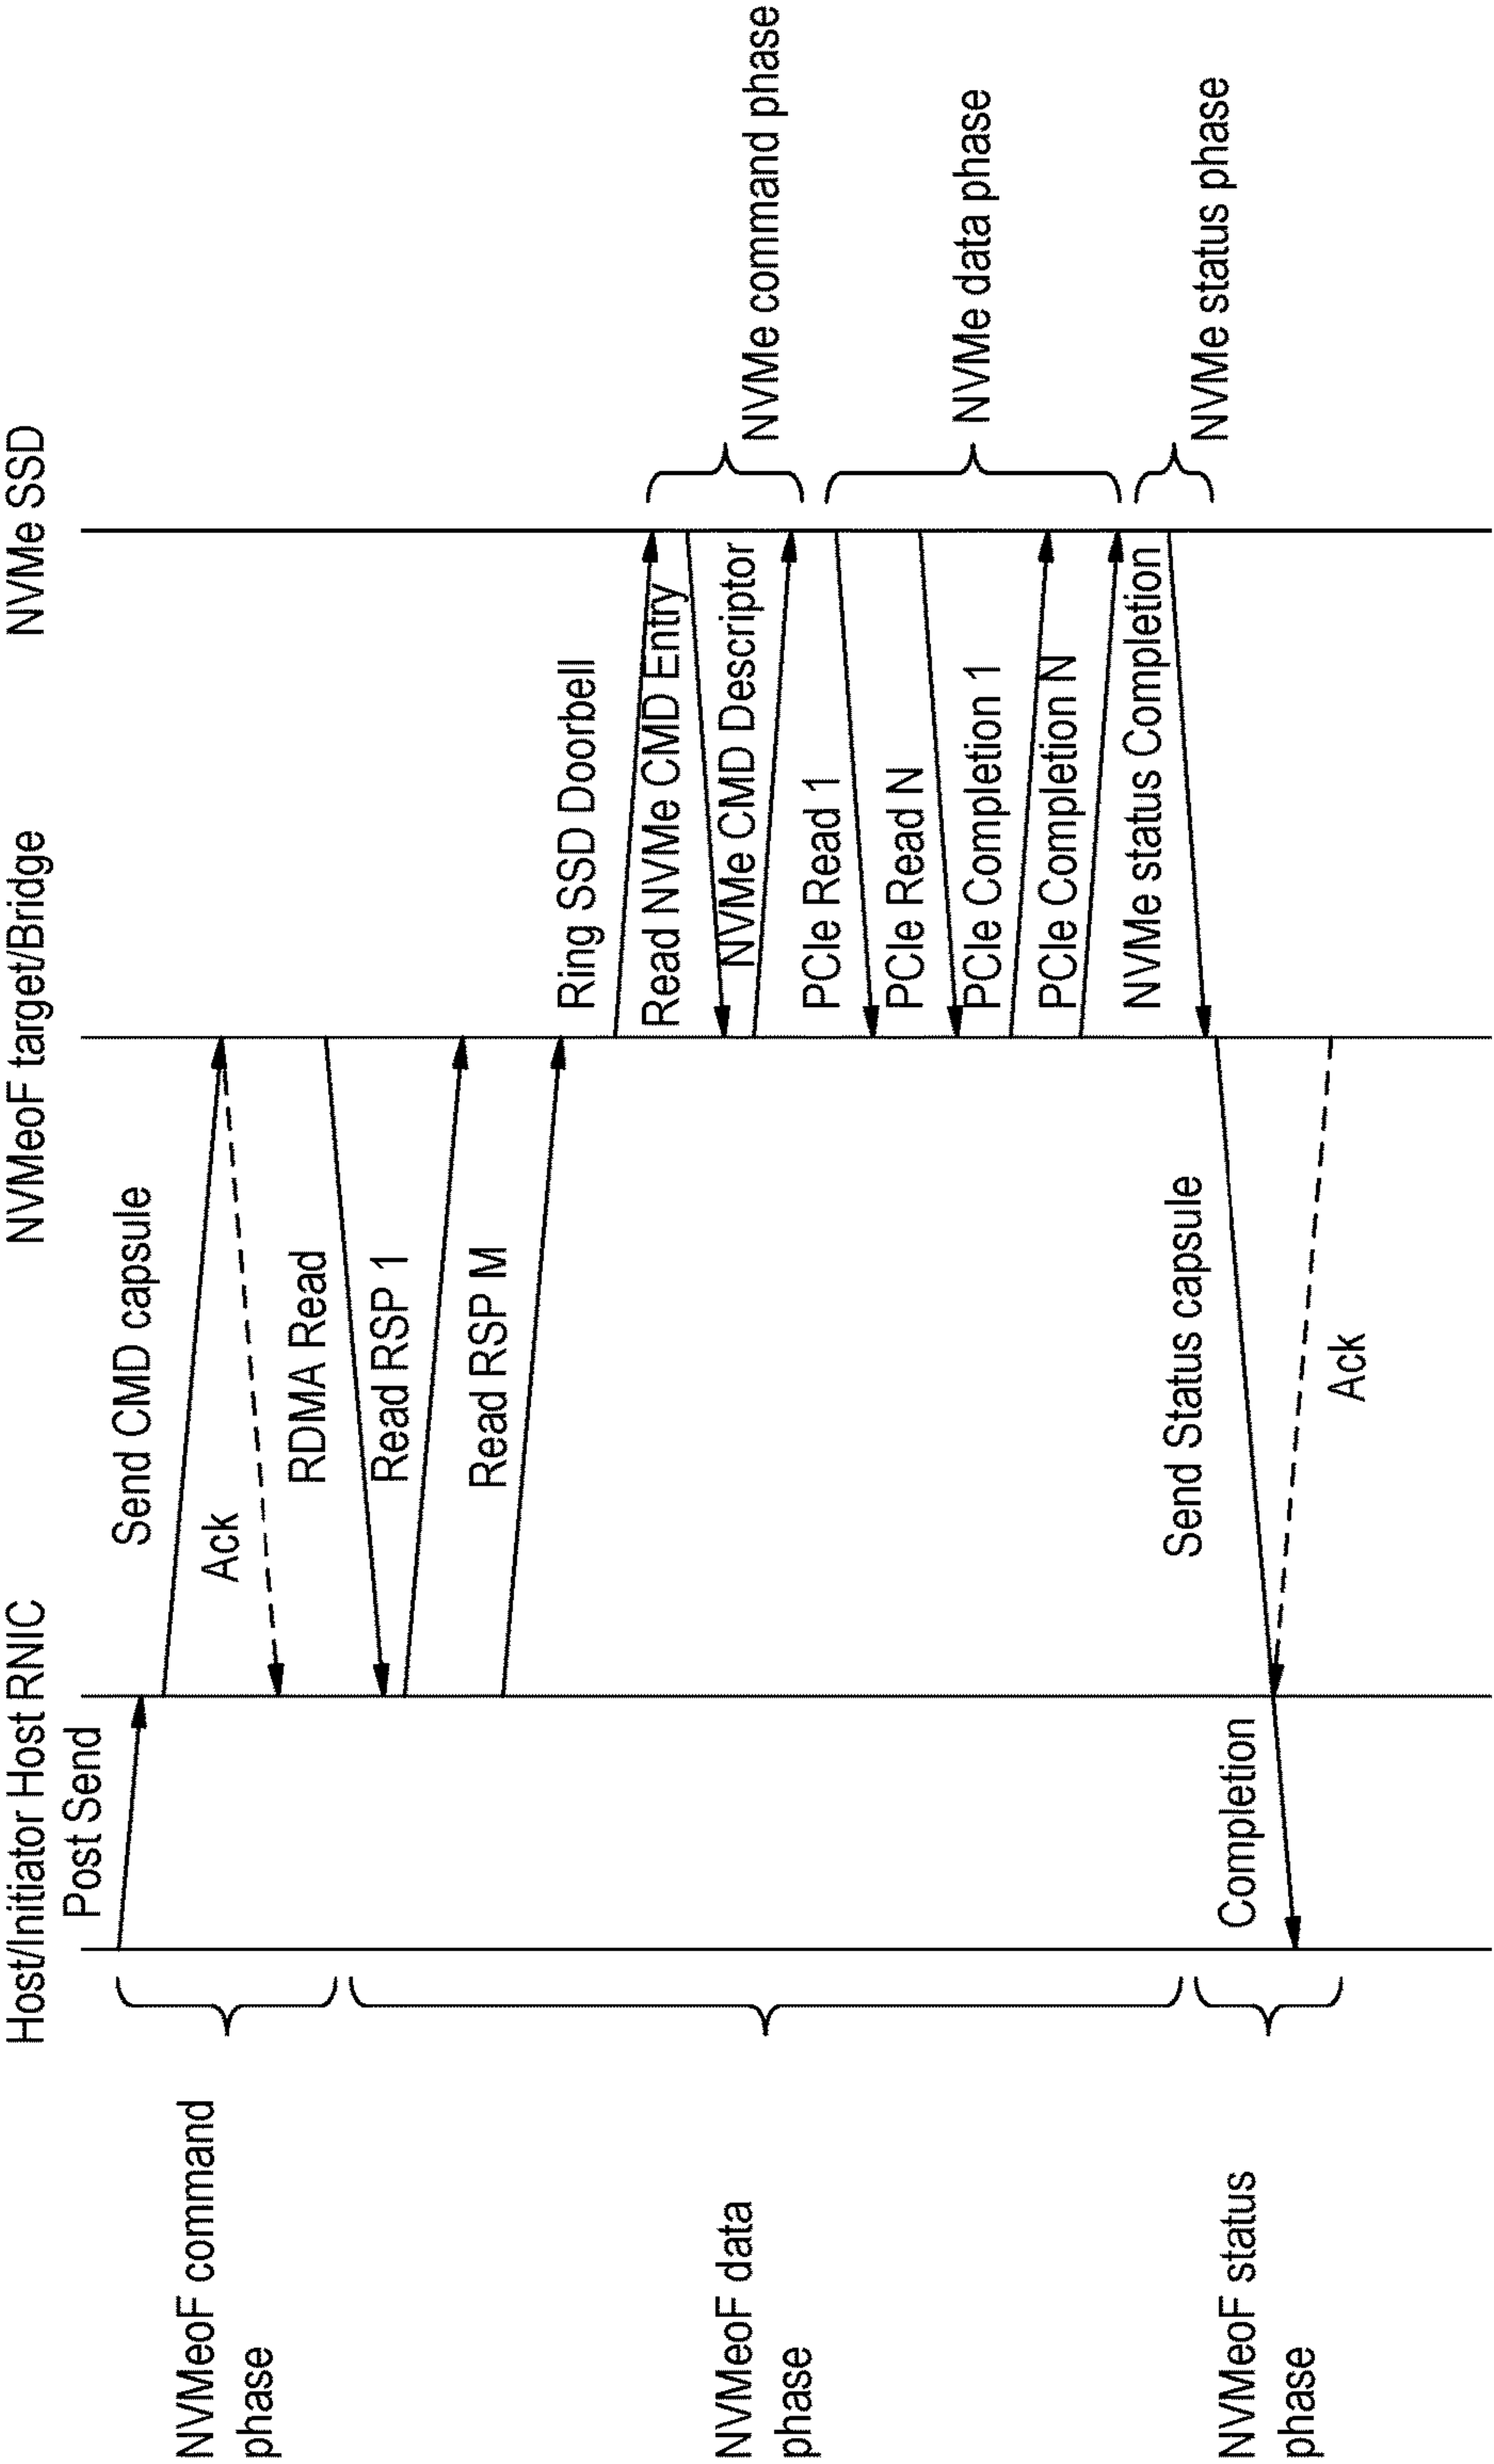 Host/Initiator Host RNIC
NVMeoF target/Bridge
NVMe SSD
Post Send
Send CMD capsule
Ack
RDMA Read
Read RSP 1
Read RSP M
Ring SSD Doorbell
Read NVMe CMD Entry
NVMe CMD Descriptor
PCIe Read 1
PCIe Read N
PCIe Completion 1
PCIe Completion N
NVMe status Completion
Send Status capsule
Completion
Ack
NVMeoF command
phase
NVMeoF data
phase
NVMeoF status
phase
NVMe command phase
NVMe data phase
NVMe status phase